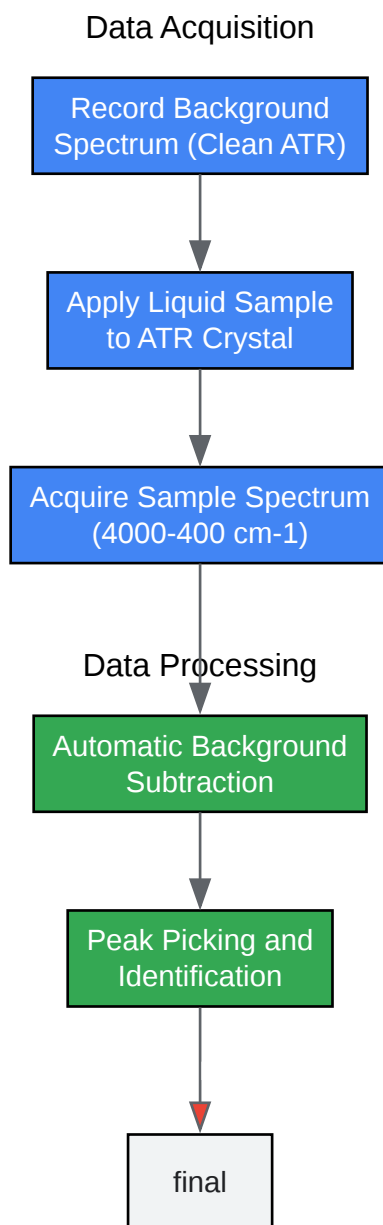 Data Acquisition
Record Background
Spectrum (Clean ATR)
Apply Liquid Sample
to ATR Crystal
Acquire Sample Spectrum
(4000-400 cm-1)
Data Processing
Automatic Background
Subtraction
Peak Picking and
Identification
final